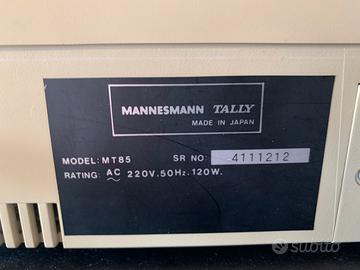 MANNESMANN TALLY
MADE IN JAPAN
MODEL: MT85 SR NO: 4111212
RATING: AC 220V. 50Hz. 120W.
subito